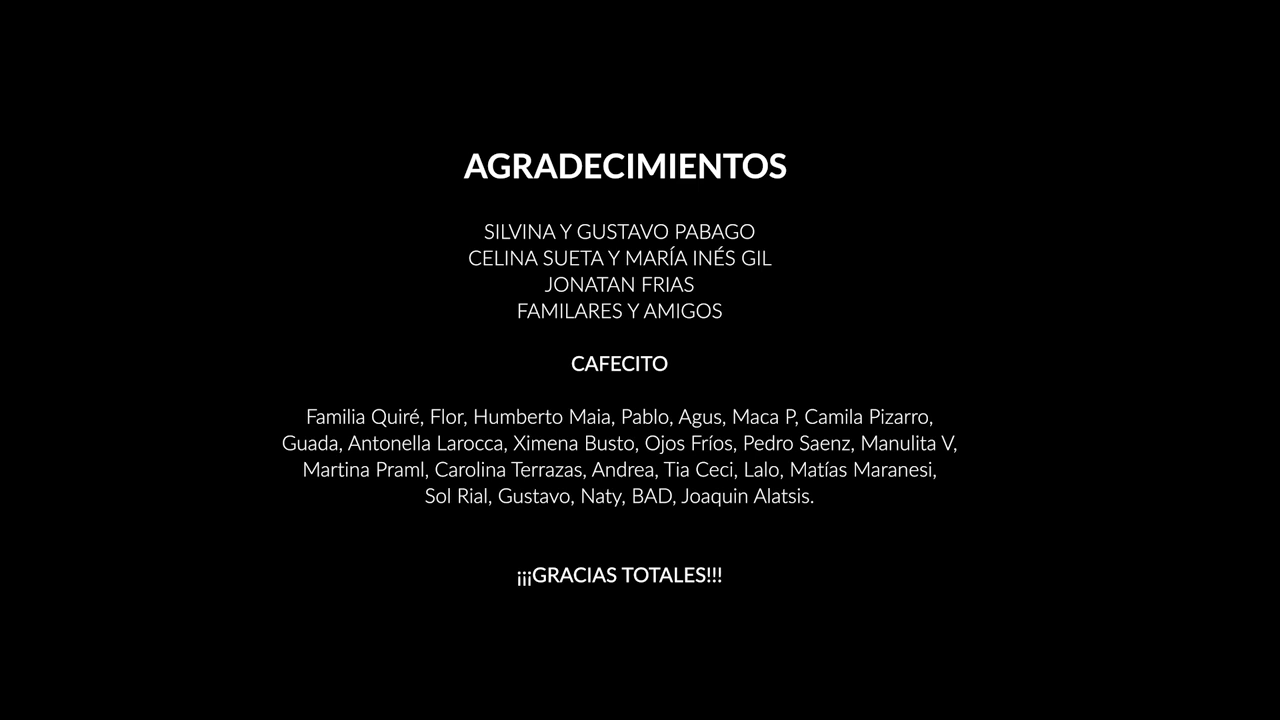 AGRADECIMIENTOS
SILVINA Y GUSTAVO PABAGO
CELINA SUETA Y MARÍA INÉS GIL
JONATAN FRIAS
FAMILARES Y AMIGOS
CAFECITO
Familia Quiré, Flor, Humberto Maia, Pablo, Agus, Maca P, Camila Pizarro,
Guada, Antonella Larocca, Ximena Busto, Ojos Fríos, Pedro Saenz, Manulita V,
Martina Praml, Carolina Terrazas, Andrea, Tia Ceci, Lalo, Matías Maranesi,
Sol Rial, Gustavo, Naty, BAD, Joaquin Alatsis.
¡¡¡GRACIAS TOTALES!!!